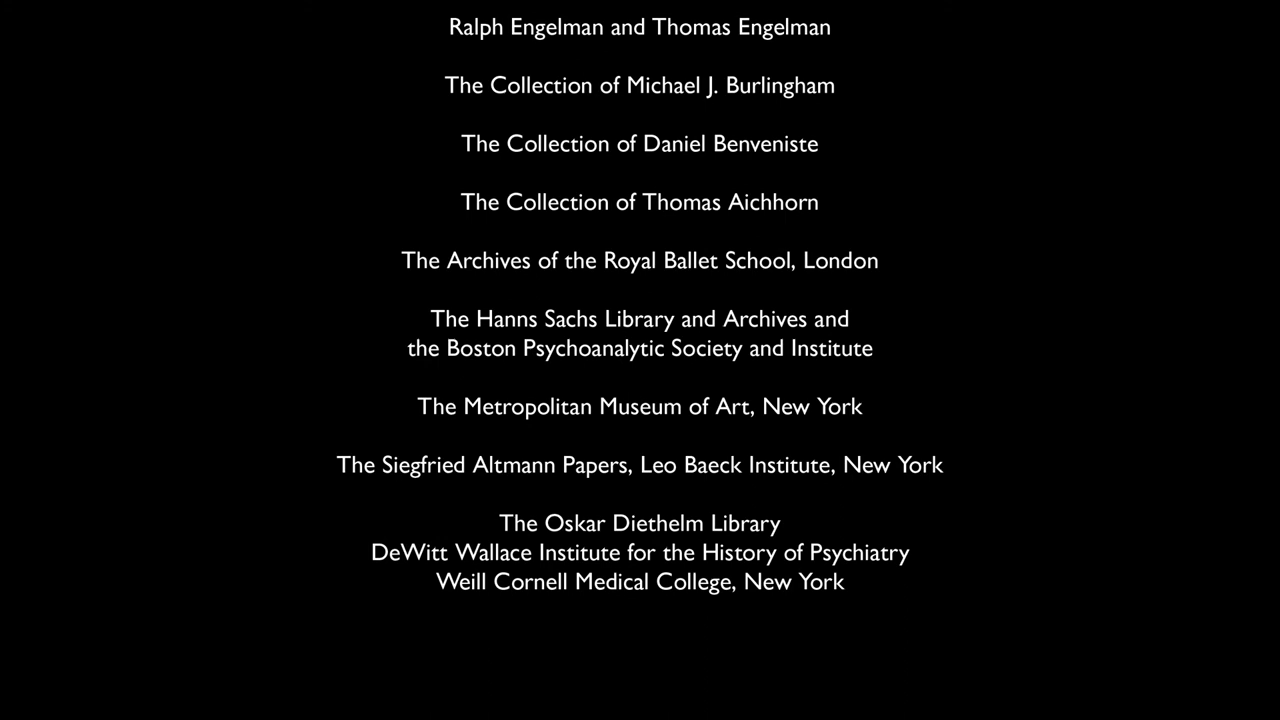 Ralph Engelman and Thomas Engelman
The Collection of Michael J. Burlingham
The Collection of Daniel Benveniste
The Collection of Thomas Aichhorn
The Archives of the Royal Ballet School, London
The Hanns Sachs Library and Archives and
the Boston Psychoanalytic Society and Institute
The Metropolitan Museum of Art, New York
The Siegfried Altmann Papers, Leo Baeck Institute, New York
The Oskar Diethelm Library
DeWitt Wallace Institute for the History of Psychiatry
Weill Cornell Medical College, New York